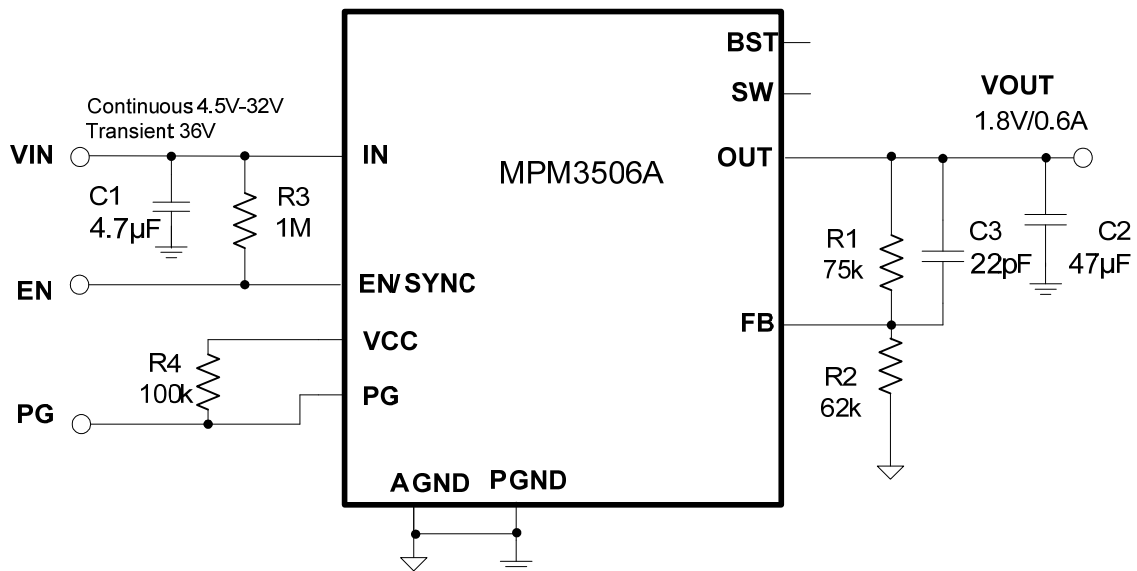 BST
SW
VOUT
1.8V/0.6A
Continuous 4.5V-32V
Transient 36V
VIN
IN
OUT
MPM3506A
C1
4.7µF
R3
1M
R1
75k
C3
22pF
C2
47µF
EN
EN/SYNC
FB
VCC
R4
100k
PG
PG
R2
62k
AGND
PGND